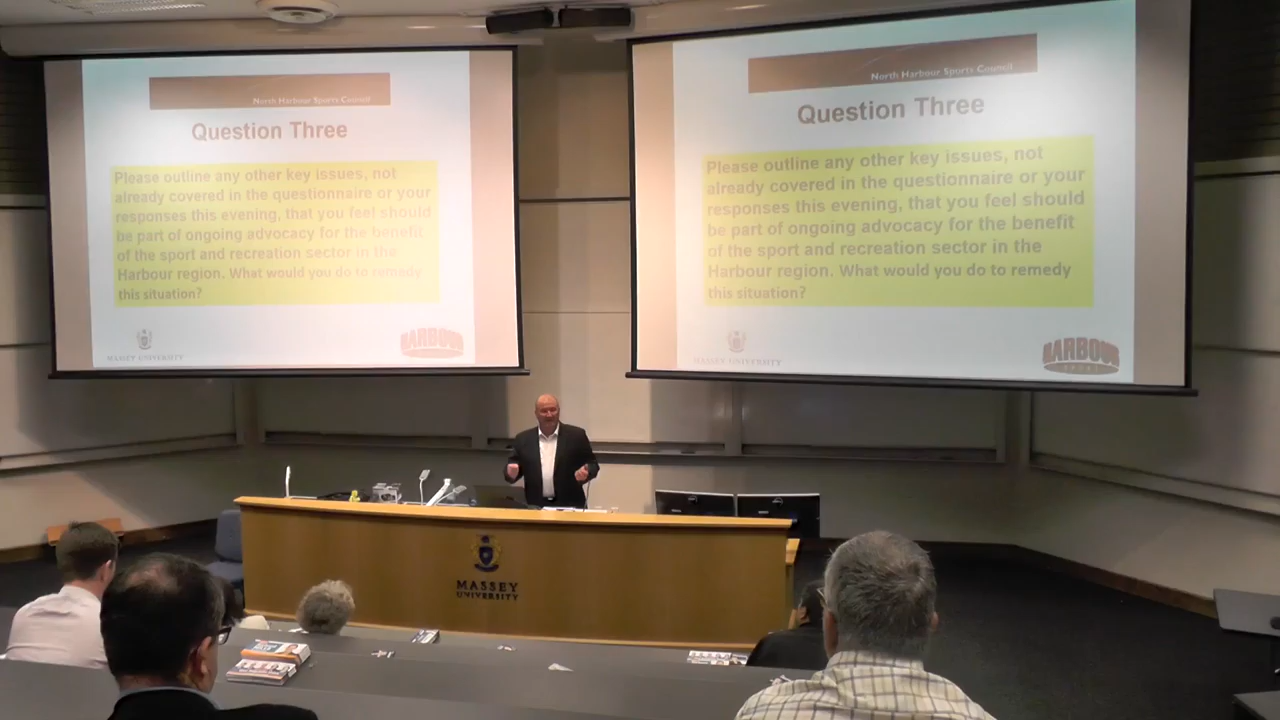 North Harbour Sports Council
Question Three
Please outline any other key issues, not
already covered in the questionnaire or your
responses this evening, that you feel should
be part of ongoing advocacy for the benefit
of the sport and recreation sector in the
Harbour region. What would you do to remedy
this situation?
MASSEY UNIVERSITY
HARBOUR
SPORT
North Harbour Sports Council
Question Three
Please outline any other key issues, not
already covered in the questionnaire or your
responses this evening, that you feel should
be part of ongoing advocacy for the benefit
of the sport and recreation sector in the
Harbour region. What would you do to remedy
this situation?
MASSEY UNIVERSITY
HARBOUR
SPORT
MASSEY
UNIVERSITY